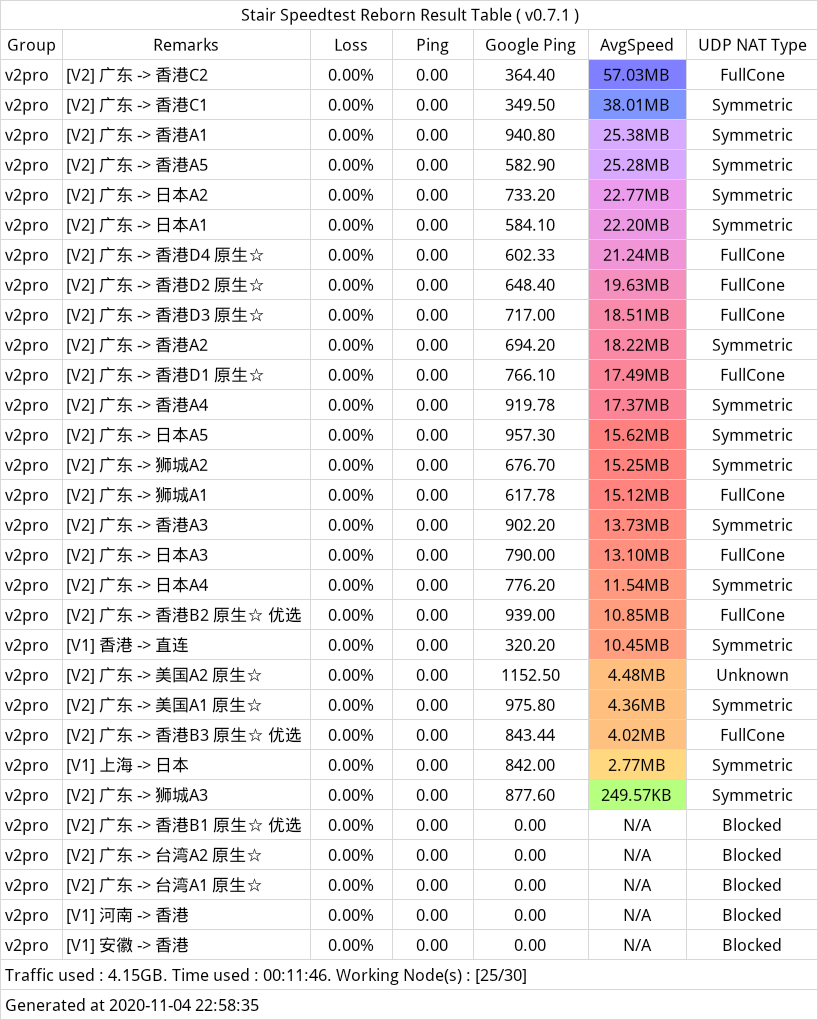 Stair Speedtest Reborn Result Table ( v0.7.1 )
Group Remarks Loss Ping Google Ping AvgSpeed UDP NAT Type
v2pro [V2] 广东 -> 香港C2 0.00% 0.00 364.40 57.03MB FullCone
v2pro [V2] 广东 -> 香港C1 0.00% 0.00 349.50 38.01MB Symmetric
v2pro [V2] 广东 -> 香港A1 0.00% 0.00 940.80 25.38MB Symmetric
v2pro [V2] 广东 -> 香港A5 0.00% 0.00 582.90 25.28MB Symmetric
v2pro [V2] 广东 -> 日本A2 0.00% 0.00 733.20 22.77MB Symmetric
v2pro [V2] 广东 -> 日本A1 0.00% 0.00 584.10 22.20MB Symmetric
v2pro [V2] 广东 -> 香港D4 原生☆ 0.00% 0.00 602.33 21.24MB FullCone
v2pro [V2] 广东 -> 香港D2 原生☆ 0.00% 0.00 648.40 19.63MB FullCone
v2pro [V2] 广东 -> 香港D3 原生☆ 0.00% 0.00 717.00 18.51MB FullCone
v2pro [V2] 广东 -> 香港A2 0.00% 0.00 694.20 18.22MB Symmetric
v2pro [V2] 广东 -> 香港D1 原生☆ 0.00% 0.00 766.10 17.49MB FullCone
v2pro [V2] 广东 -> 香港A4 0.00% 0.00 919.78 17.37MB Symmetric
v2pro [V2] 广东 -> 日本A5 0.00% 0.00 957.30 15.62MB Symmetric
v2pro [V2] 广东 -> 狮城A2 0.00% 0.00 676.70 15.25MB Symmetric
v2pro [V2] 广东 -> 狮城A1 0.00% 0.00 617.78 15.12MB FullCone
v2pro [V2] 广东 -> 香港A3 0.00% 0.00 902.20 13.73MB Symmetric
v2pro [V2] 广东 -> 日本A3 0.00% 0.00 790.00 13.10MB FullCone
v2pro [V2] 广东 -> 日本A4 0.00% 0.00 776.20 11.54MB Symmetric
v2pro [V2] 广东 -> 香港B2 原生☆ 优选 0.00% 0.00 939.00 10.85MB FullCone
v2pro [V1] 香港 -> 直连 0.00% 0.00 320.20 10.45MB Symmetric
v2pro [V2] 广东 -> 美国A2 原生☆ 0.00% 0.00 1152.50 4.48MB Unknown
v2pro [V2] 广东 -> 美国A1 原生☆ 0.00% 0.00 975.80 4.36MB Symmetric
v2pro [V2] 广东 -> 香港B3 原生☆ 优选 0.00% 0.00 843.44 4.02MB FullCone
v2pro [V1] 上海 -> 日本 0.00% 0.00 842.00 2.77MB Symmetric
v2pro [V2] 广东 -> 狮城A3 0.00% 0.00 877.60 249.57KB Symmetric
v2pro [V2] 广东 -> 香港B1 原生☆ 优选 0.00% 0.00 0.00 N/A Blocked
v2pro [V2] 广东 -> 台湾A2 原生☆ 0.00% 0.00 0.00 N/A Blocked
v2pro [V2] 广东 -> 台湾A1 原生☆ 0.00% 0.00 0.00 N/A Blocked
v2pro [V1] 河南 -> 香港 0.00% 0.00 0.00 N/A Blocked
v2pro [V1] 安徽 -> 香港 0.00% 0.00 0.00 N/A Blocked
Traffic used : 4.15GB. Time used : 00:11:46. Working Node(s) : [25/30]
Generated at 2020-11-04 22:58:35